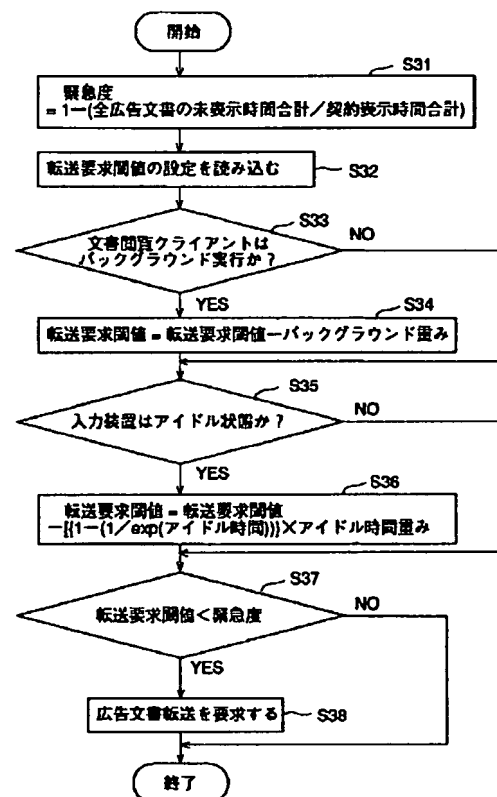 開始
S31
緊急度
= 1ー(全広告文書の未表示時間合計/契約表示時間合計)
転送要求閾値の設定を読み込む
S32
S33
文書閲覧クライアントは
バックグラウンド実行か?
NO
YES
S34
転送要求閾値 = 転送要求閾値ーバックグラウンド重み
S35
入力装置はアイドル状態か?
NO
YES
S36
転送要求閾値 = 転送要求閾値
ー[{1ー(1/exp(アイドル時間))}×アイドル時間重み
S37
転送要求閾値<緊急度
NO
YES
広告文書転送を要求する
S38
終了